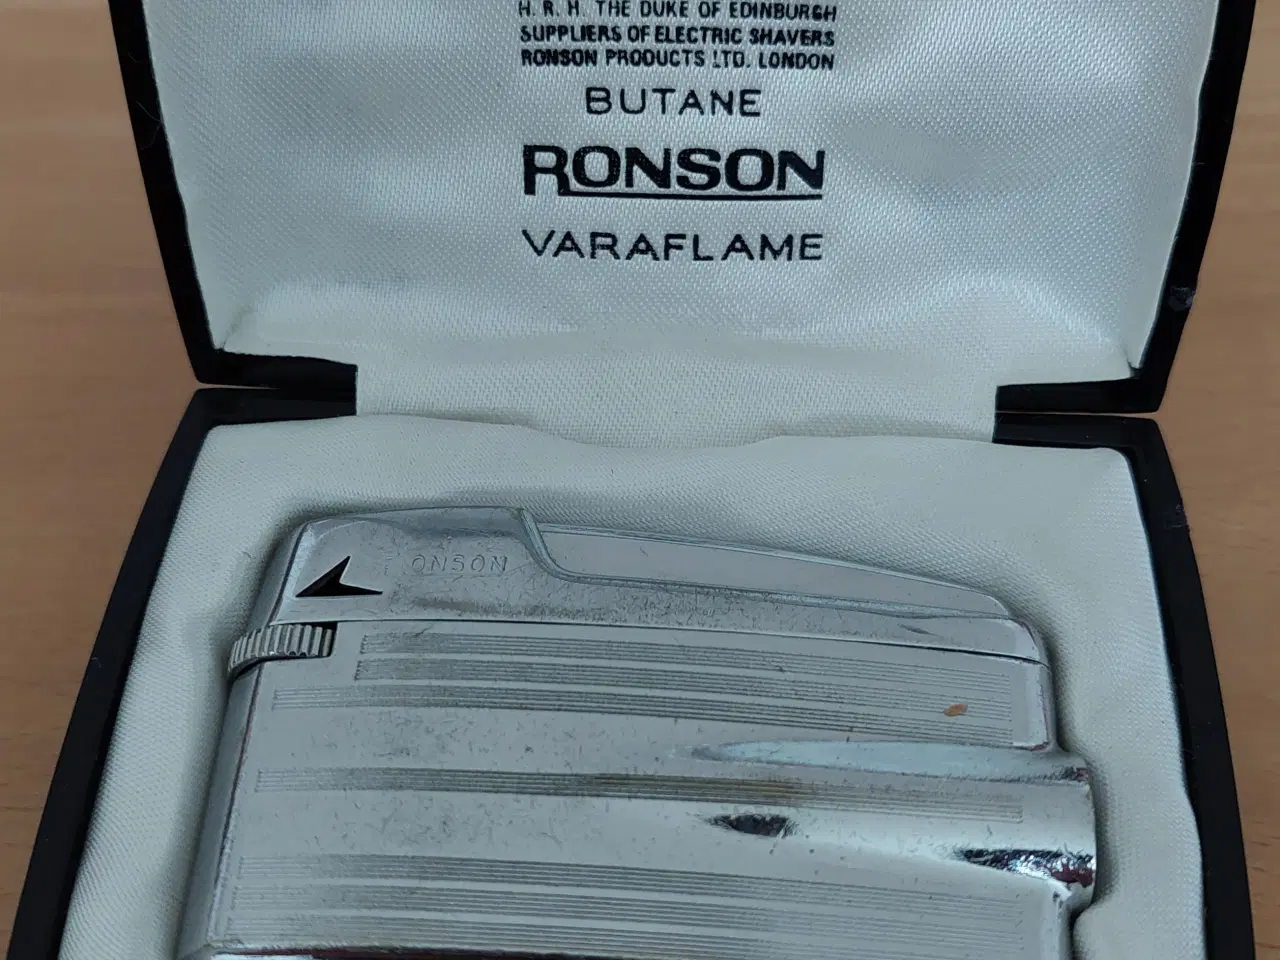 H. R. H. THE DUKE OF EDINBURGH
SUPPLIERS OF ELECTRIC SHAVERS
RONSON PRODUCTS LTD. LONDON
BUTANE
RONSON
VARAFLAME
ONSON